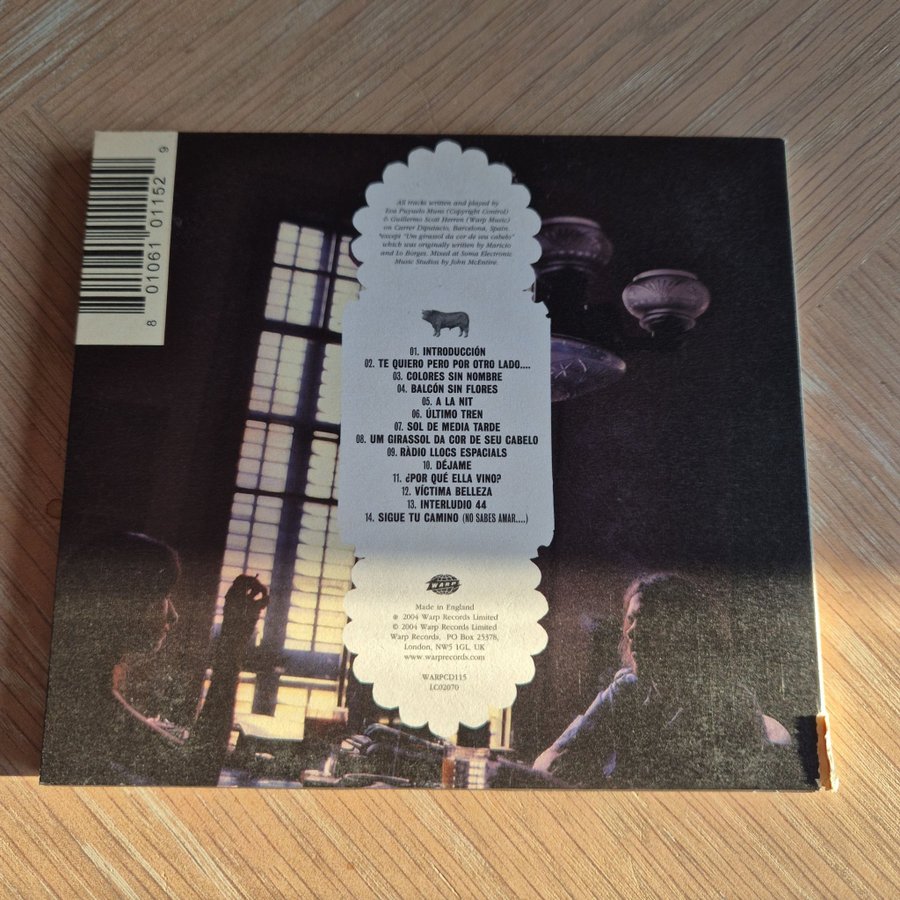 8 01061 01152 9
All tracks written and played by
Eva Puyuelo Muns (Copyright Control)
& Guillermo Scott Herren (Warp Music)
on Carrer Diputacio, Barcelona, Spain.
*except "Um girassol da cor de seu cabelo"
which was originally written by Maricio
and Lo Borges. Mixed at Soma Electronic
Music Studios by John McEntire.
01. INTRODUCCIÓN
02. TE QUIERO PERO POR OTRO LADO....
03. COLORES SIN NOMBRE
04. BALCÓN SIN FLORES
05. A LA NIT
06. ÚLTIMO TREN
07. SOL DE MEDIA TARDE
08. UM GIRASSOL DA COR DE SEU CABELO
09. RÀDIO LLOCS ESPACIALS
10. DÉJAME
11. ¿POR QUÉ ELLA VINO?
12. VÍCTIMA BELLEZA
13. INTERLUDIO 44
14. SIGUE TU CAMINO (NO SABES AMAR....)
WARP
Made in England
℗ 2004 Warp Records Limited
© 2004 Warp Records Limited
Warp Records, PO Box 25378,
London, NW5 1GL, UK
www.warprecords.com
WARPCD115
LC02070